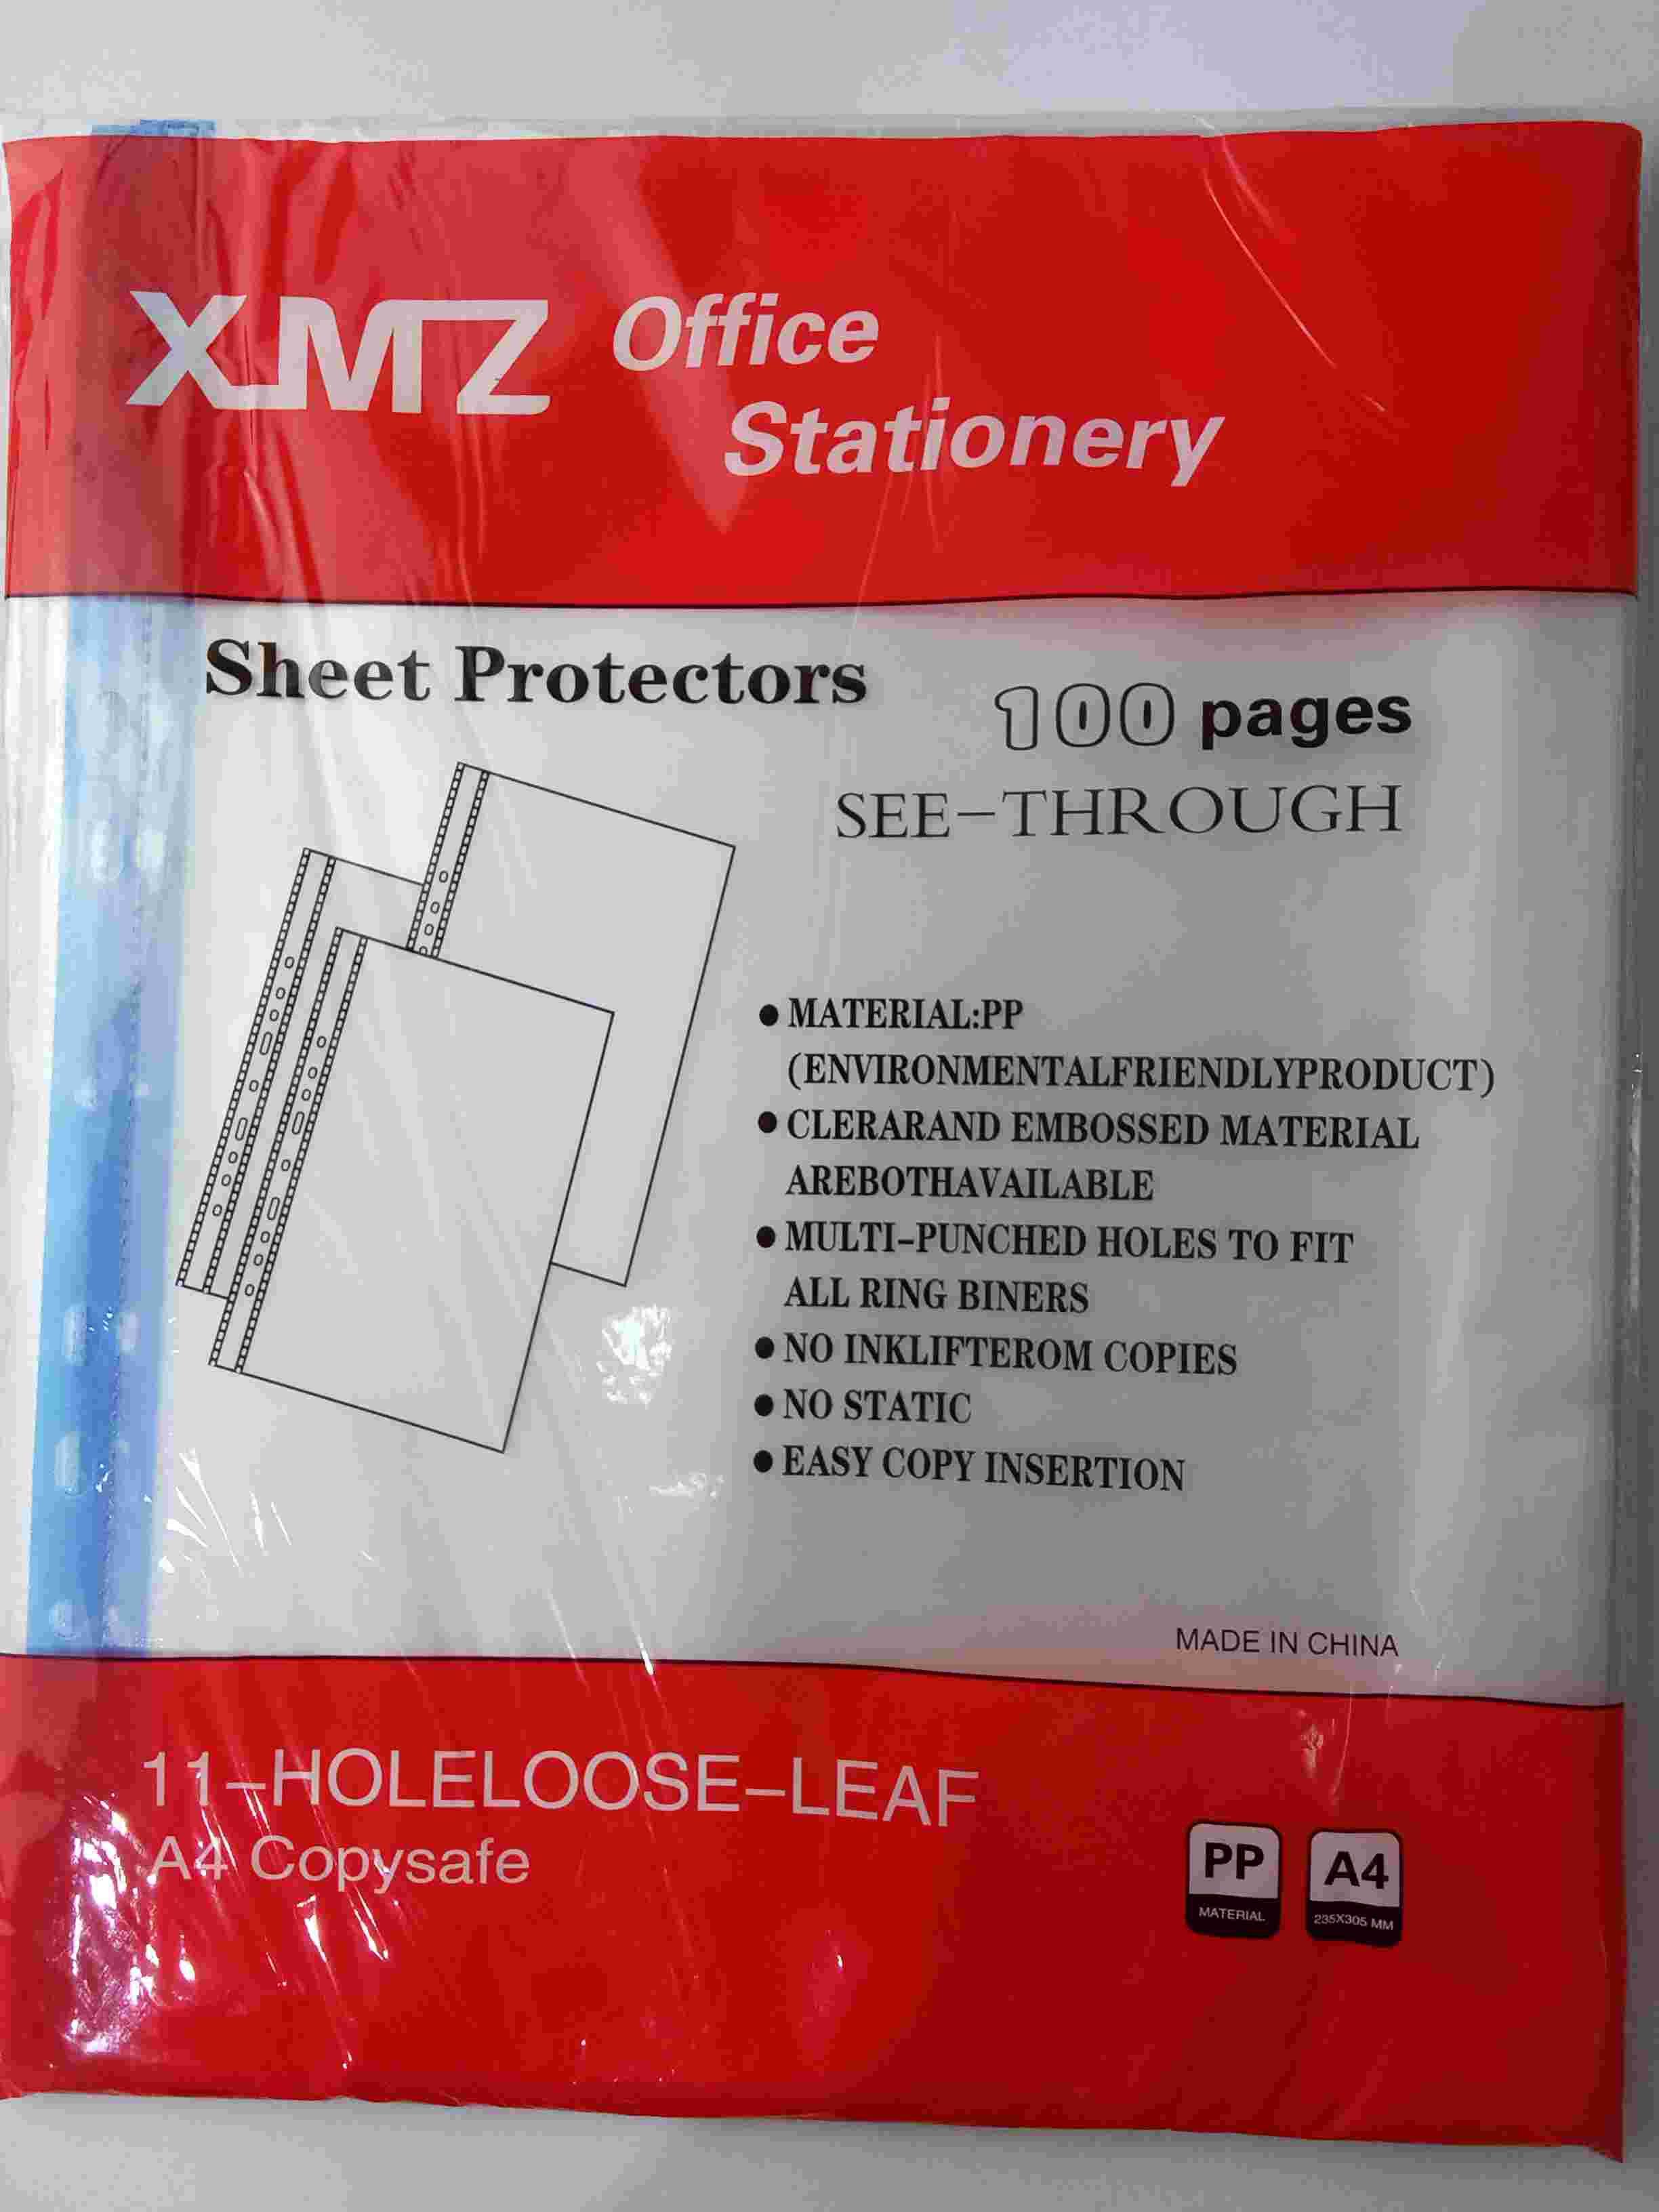 XMZ Office
Stationery
Sheet Protectors
100 pages
SEE-THROUGH
● MATERIAL:PP
(ENVIRONMENTALFRIENDLYPRODUCT)
● CLERARAND EMBOSSED MATERIAL
AREBOTHAVAILABLE
● MULTI-PUNCHED HOLES TO FIT
ALL RING BINERS
● NO INKLIFTEROM COPIES
● NO STATIC
● EASY COPY INSERTION
MADE IN CHINA
11-HOLELOOSE-LEAF
A4 Copysafe
PP
MATERIAL
A4
235X305 MM